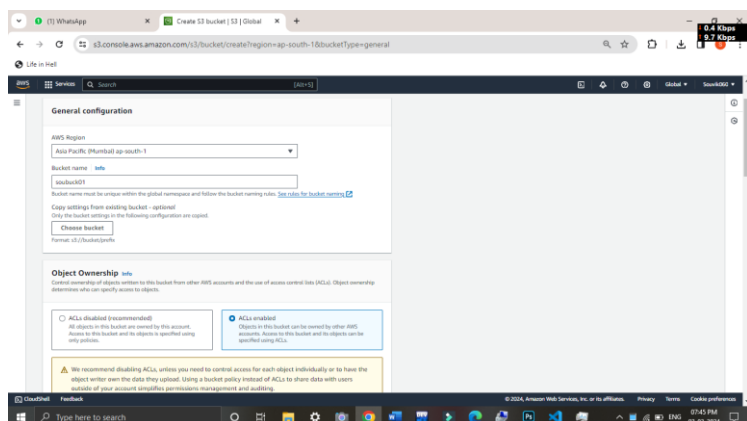 (1) WhatsApp
Create S3 bucket | S3 | Global
0.4 Kbps
9.7 Kbps
s3.console.aws.amazon.com/s3/bucket/create?region=ap-south-1&bucketType=general
Life in Hell
aws
Services
Search
[Alt+S]
Global
Souvik060
General configuration
AWS Region
Asia Pacific (Mumbai) ap-south-1
Bucket name Info
soubuck01
Bucket name must be unique within the global namespace and follow the bucket naming rules. See rules for bucket naming
Copy settings from existing bucket - optional
Only the bucket settings in the following configuration are copied.
Choose bucket
Format: s3://bucket/prefix
Object Ownership Info
Control ownership of objects written to this bucket from other AWS accounts and the use of access control lists (ACLs). Object ownership
determines who can specify access to objects.
ACLs disabled (recommended)
All objects in this bucket are owned by this account.
Access to this bucket and its objects is specified using
only policies.
ACLs enabled
Objects in this bucket can be owned by other AWS
accounts. Access to this bucket and its objects can be
specified using ACLs.
We recommend disabling ACLs, unless you need to control access for each object individually or to have the
object writer own the data they upload. Using a bucket policy instead of ACLs to share data with users
outside of your account simplifies permissions management and auditing.
CloudShell
Feedback
© 2024, Amazon Web Services, Inc. or its affiliates.
Privacy
Terms
Cookie preferences
Type here to search
ENG
07:45 PM